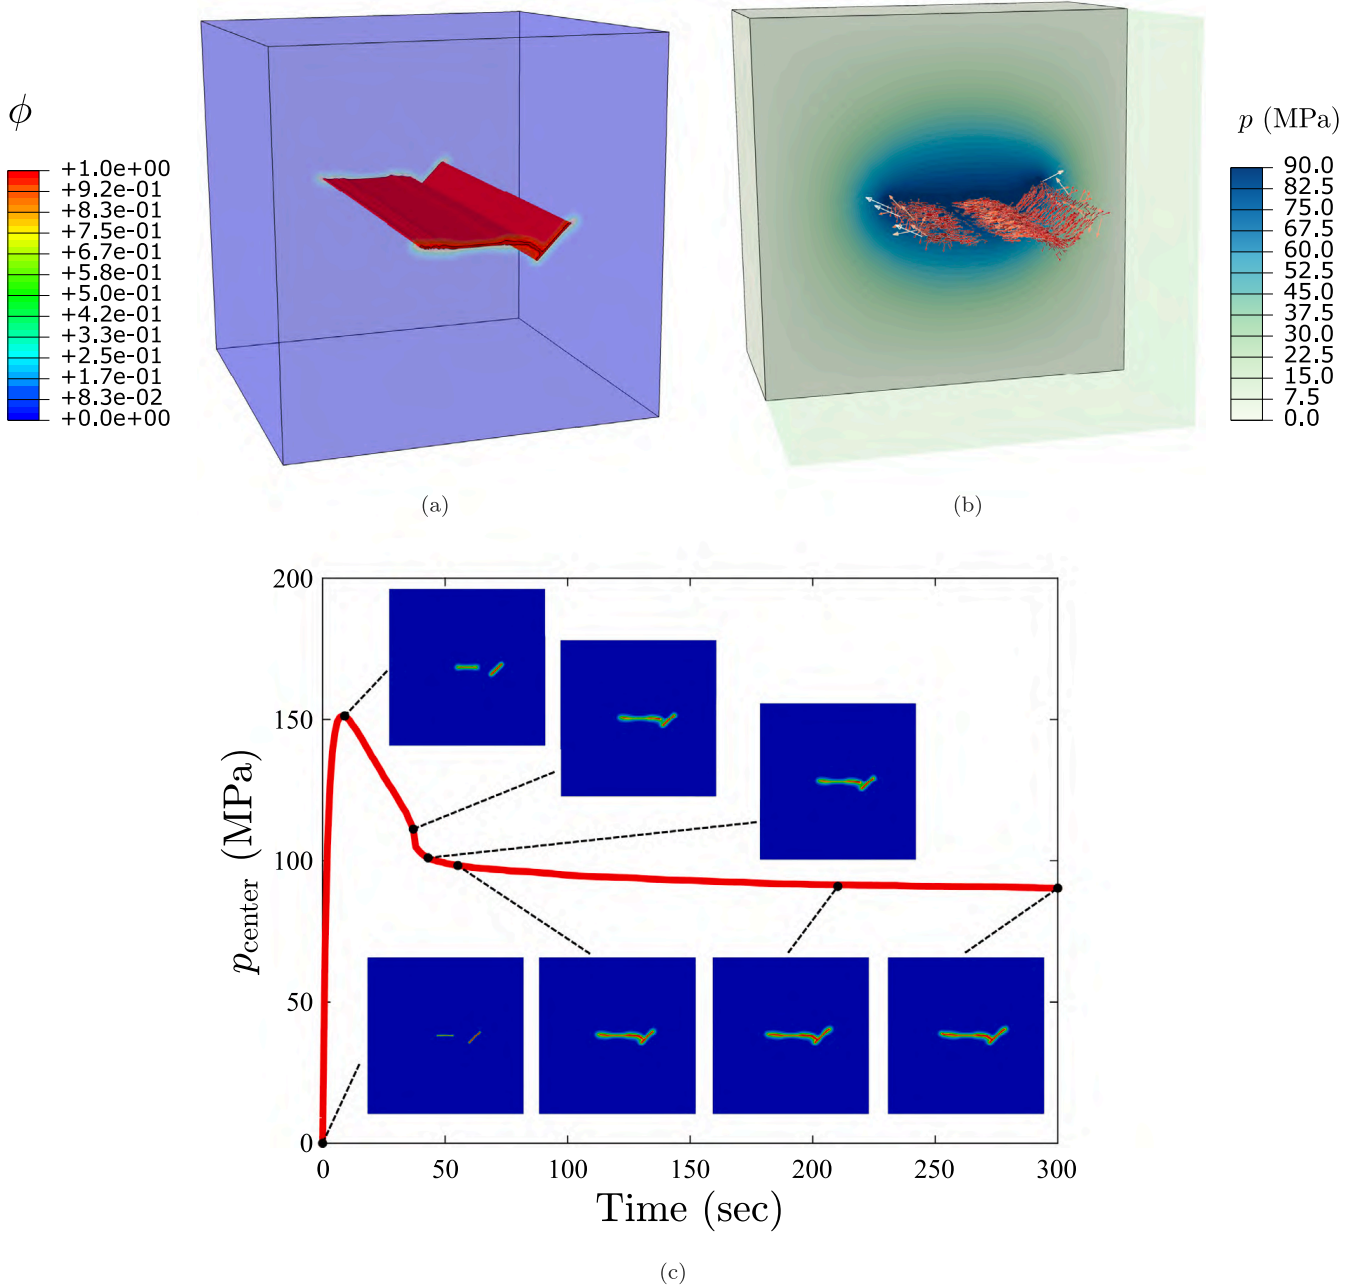 ϕ
+1.0e+00
+9.2e-01
+8.3e-01
+7.5e-01
+6.7e-01
+5.8e-01
+5.0e-01
+4.2e-01
+3.3e-01
+2.5e-01
+1.7e-01
+8.3e-02
+0.0e+00
(a)
p (MPa)
90.0
82.5
75.0
67.5
60.0
52.5
45.0
37.5
30.0
22.5
15.0
7.5
0.0
(b)
200
150
100
50
0
p_center (MPa)
0 50 100 150 200 250 300
Time (sec)
(c)